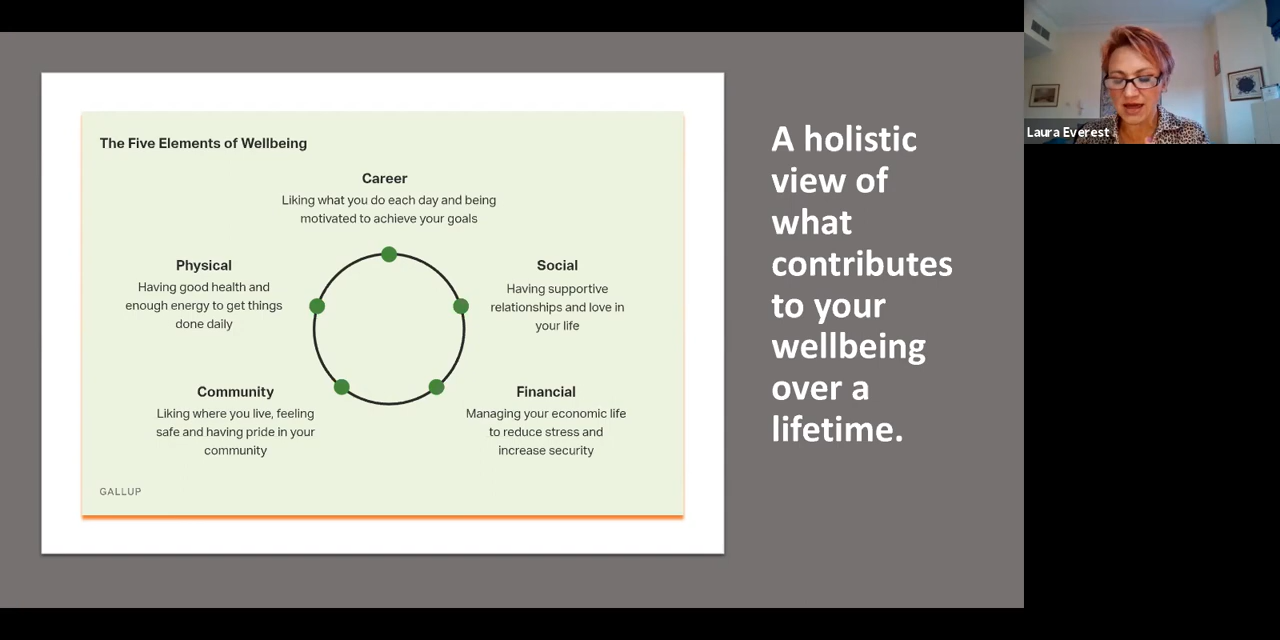 The Five Elements of Wellbeing
Career
Liking what you do each day and being
motivated to achieve your goals
Physical
Having good health and
enough energy to get things
done daily
Social
Having supportive
relationships and love in
your life
Community
Liking where you live, feeling
safe and having pride in your
community
Financial
Managing your economic life
to reduce stress and
increase security
GALLUP
A holistic
view of
what
contributes
to your
wellbeing
over a
lifetime.
Laura Everest